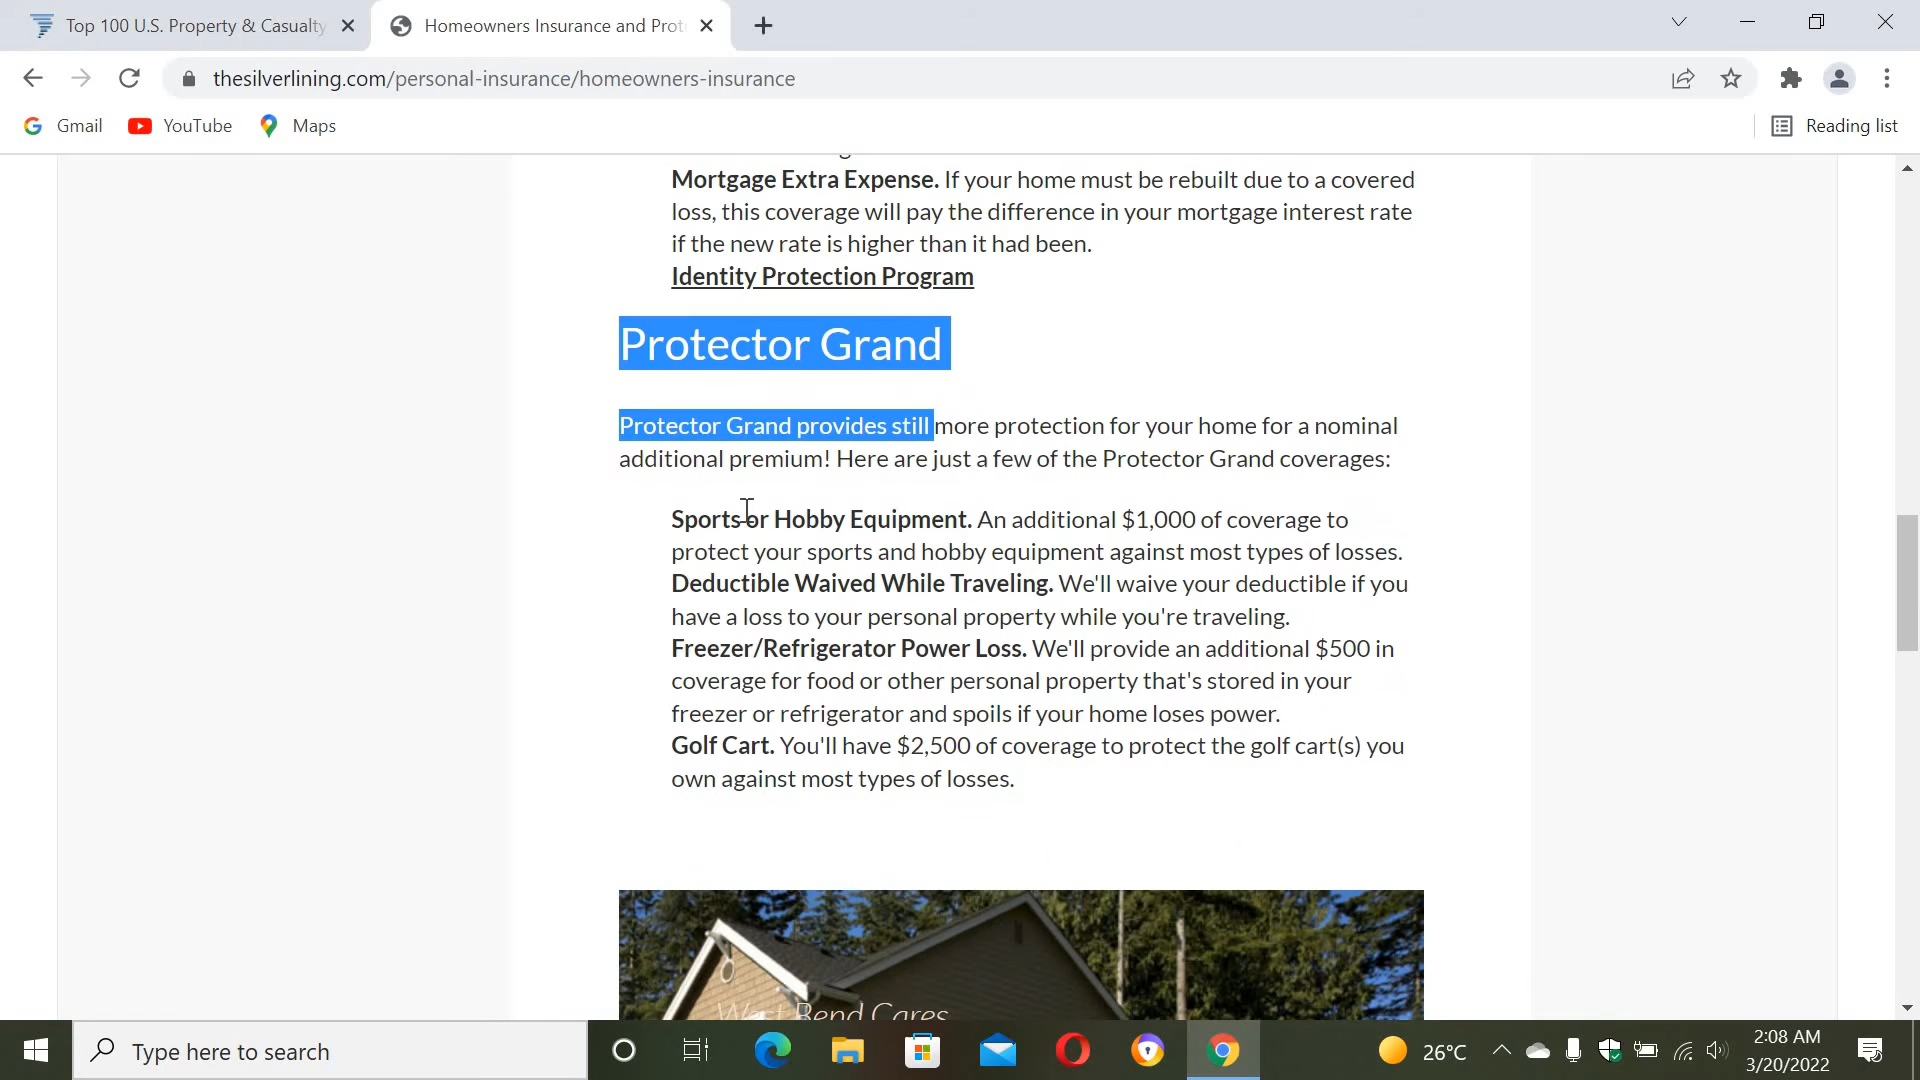 Top 100 U.S. Property & Casualty
Homeowners Insurance and Prot
thesilverlining.com/personal-insurance/homeowners-insurance
Gmail
YouTube
Maps
Reading list
Mortgage Extra Expense. If your home must be rebuilt due to a covered
loss, this coverage will pay the difference in your mortgage interest rate
if the new rate is higher than it had been.
Identity Protection Program
Protector Grand
Protector Grand provides still more protection for your home for a nominal
additional premium! Here are just a few of the Protector Grand coverages:
Sports or Hobby Equipment. An additional $1,000 of coverage to
protect your sports and hobby equipment against most types of losses.
Deductible Waived While Traveling. We'll waive your deductible if you
have a loss to your personal property while you're traveling.
Freezer/Refrigerator Power Loss. We'll provide an additional $500 in
coverage for food or other personal property that's stored in your
freezer or refrigerator and spoils if your home loses power.
Golf Cart. You'll have $2,500 of coverage to protect the golf cart(s) you
own against most types of losses.
West Bend Cares
Type here to search
26°C
2:08 AM
3/20/2022